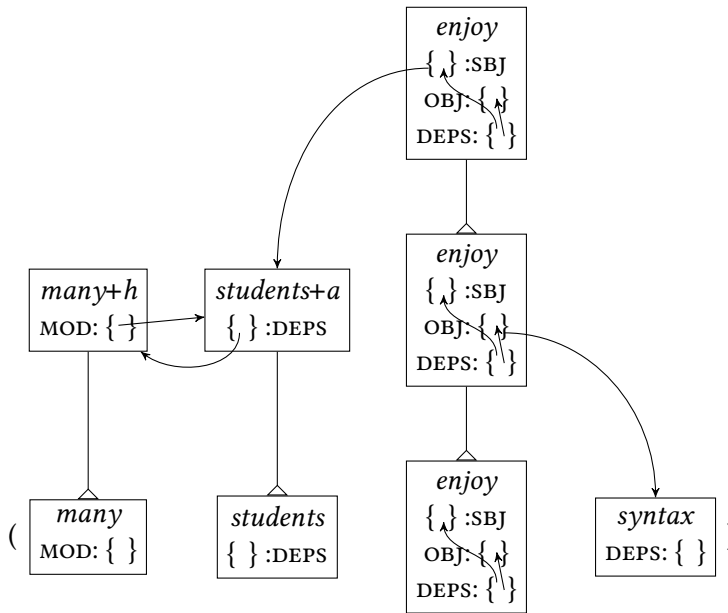 enjoy
{ } :SBJ
OBJ: { }
DEPS: { }
many+h
MOD: { }
students+a
{ } :DEPS
enjoy
{ } :SBJ
OBJ: { }
DEPS: { }
(
many
MOD: { }
students
{ } :DEPS
enjoy
{ } :SBJ
OBJ: { }
DEPS: { }
syntax
DEPS: { }